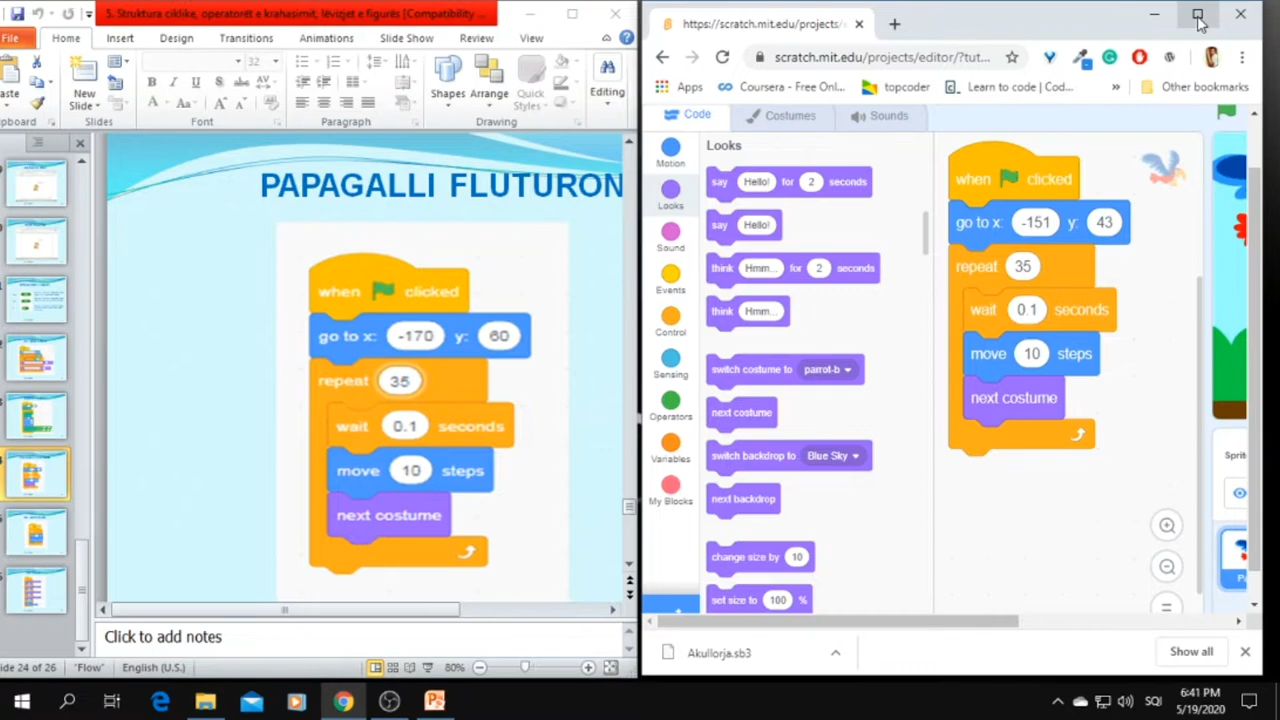 5. Struktura ciklike, operatorët e krahasimit, lëvizjet e figurës [Compatibility ...
File Home Insert Design Transitions Animations Slide Show Review View
New
Slide
Shapes Arrange Quick
Styles
Editing
32
B I U S abc AV
A Aa A A
Slides Font Paragraph Drawing
PAPAGALLI FLUTURON
when clicked
go to x: -170 y: 60
repeat 35
wait 0.1 seconds
move 10 steps
next costume
Click to add notes
24 of 26 "Flow" English (U.S.) 80%
https://scratch.mit.edu/projects/
scratch.mit.edu/projects/editor/?tut...
Apps Coursera - Free Onl... topcoder Learn to code | Cod... » Other bookmarks
Code Costumes Sounds
Motion
Looks
Sound
Events
Control
Sensing
Operators
Variables
My Blocks
Looks
say Hello! for 2 seconds
say Hello!
think Hmm... for 2 seconds
think Hmm...
switch costume to parrot-b
next costume
switch backdrop to Blue Sky
next backdrop
change size by 10
set size to 100 %
when clicked
go to x: -151 y: 43
repeat 35
wait 0.1 seconds
move 10 steps
next costume
Akullorja.sb3
Show all
SQI
6:41 PM
5/19/2020